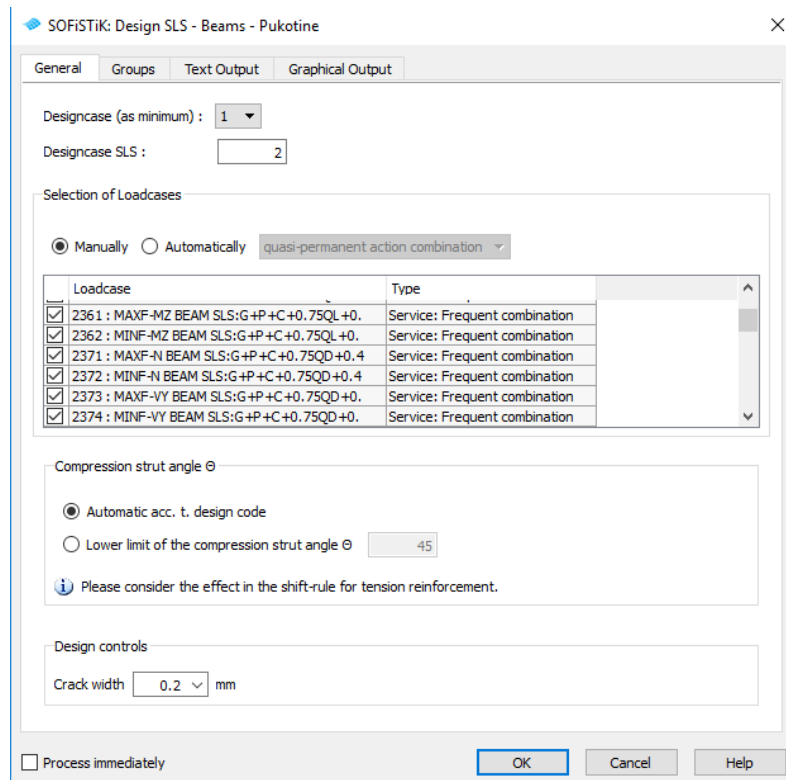 SOFiSTiK: Design SLS - Beams - Pukotine
General Groups Text Output Graphical Output
Designcase (as minimum) : 1
Designcase SLS : 2
Selection of Loadcases
Manually Automatically quasi-permanent action combination
Loadcase Type
2361 : MAXF-MZ BEAM SLS:G+P+C+0.75QL+0. Service: Frequent combination
2362 : MINF-MZ BEAM SLS:G+P+C+0.75QL+0. Service: Frequent combination
2371 : MAXF-N BEAM SLS:G+P+C+0.75QD+0.4 Service: Frequent combination
2372 : MINF-N BEAM SLS:G+P+C+0.75QD+0.4 Service: Frequent combination
2373 : MAXF-VY BEAM SLS:G+P+C+0.75QD+0. Service: Frequent combination
2374 : MINF-VY BEAM SLS:G+P+C+0.75QD+0. Service: Frequent combination
Compression strut angle Θ
Automatic acc. t. design code
Lower limit of the compression strut angle Θ 45
Please consider the effect in the shift-rule for tension reinforcement.
Design controls
Crack width 0.2 mm
Process immediately OK Cancel Help